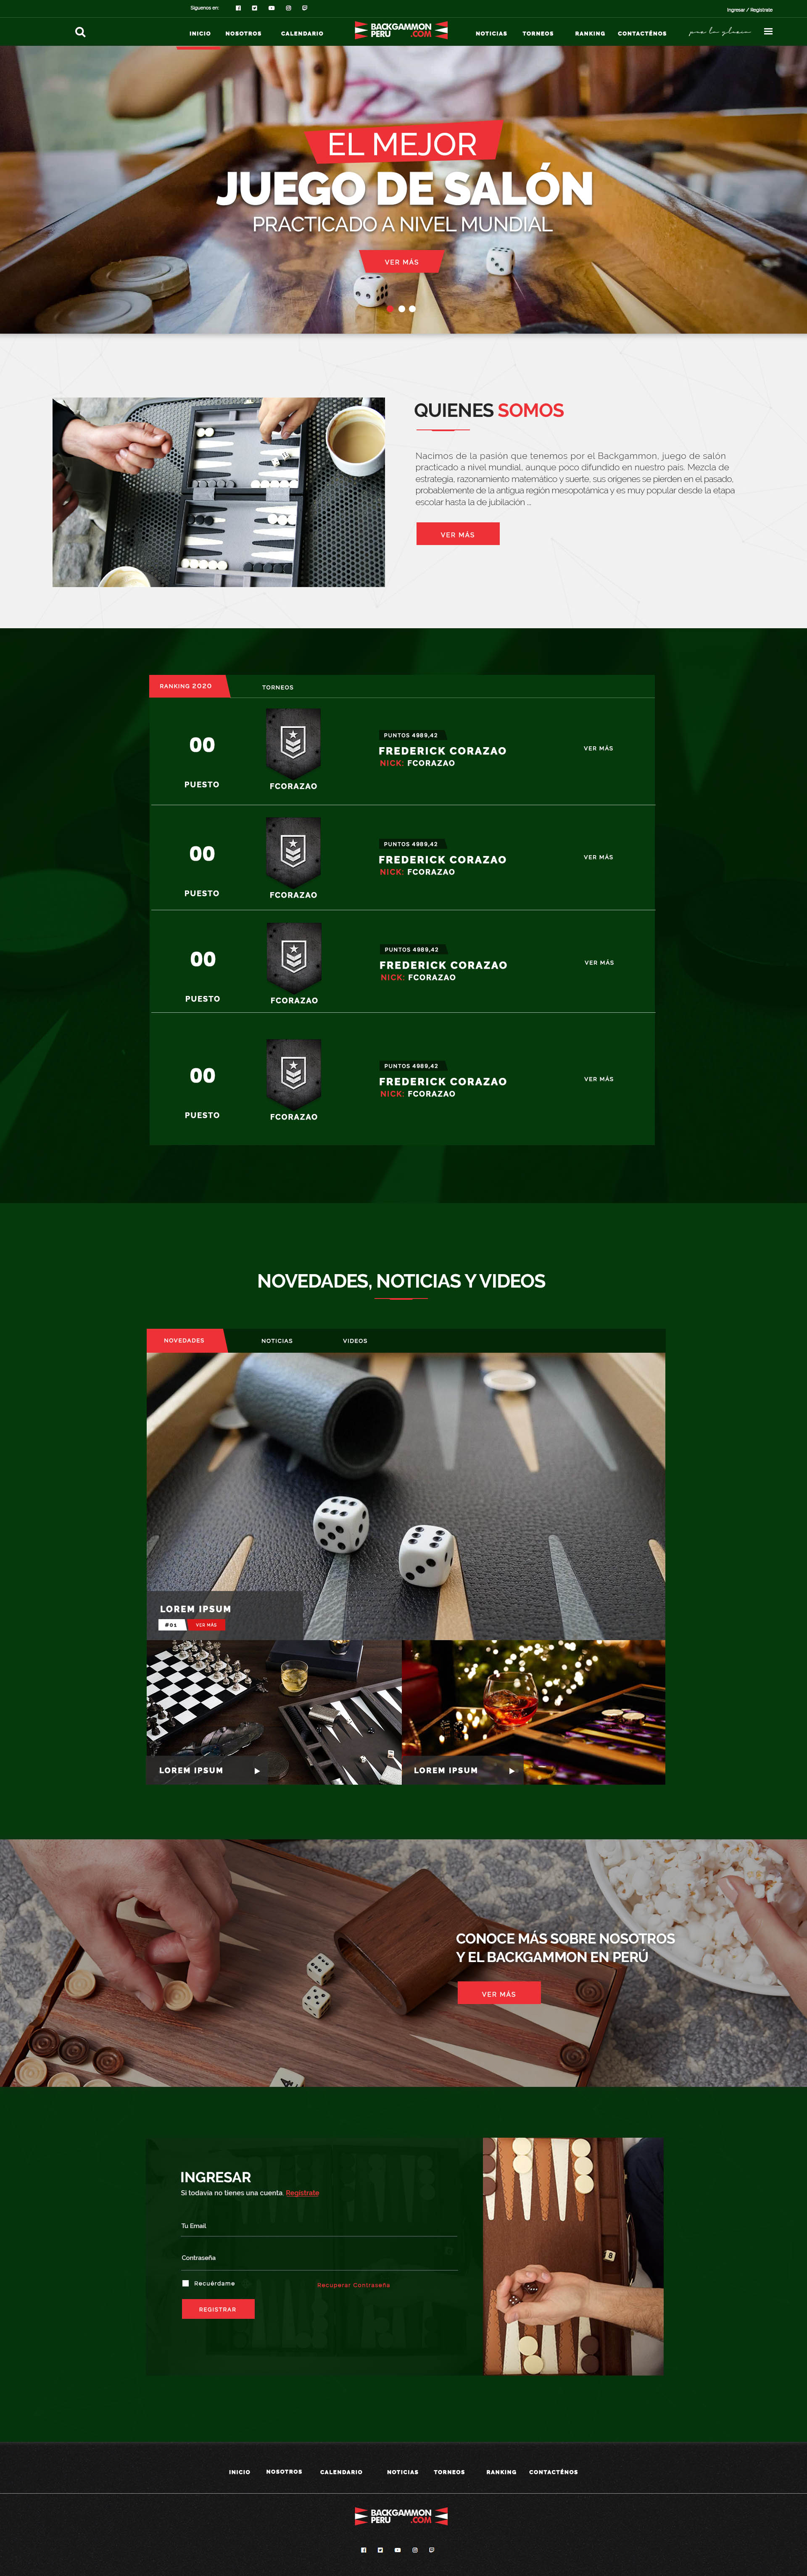 Síguenos en:
Ingresar / Regístrate
INICIO NOSOTROS CALENDARIO
BACKGAMMON
PERU .COM
NOTICIAS TORNEOS RANKING CONTACTÉNOS
por la gloria
EL MEJOR
JUEGO DE SALÓN
PRACTICADO A NIVEL MUNDIAL
VER MÁS
QUIENES SOMOS
Nacimos de la pasión que tenemos por el Backgammon, juego de salón
practicado a nivel mundial, aunque poco difundido en nuestro pais. Mezcla de
estrategia, razonamiento matemático y suerte, sus orígenes se pierden en el pasado,
probablemente de la antigua región mesopotámica y es muy popular desde la etapa
escolar hasta la de jubilación ...
VER MÁS
RANKING 2020 TORNEOS
00
PUESTO
FCORAZAO
PUNTOS 4989,42
FREDERICK CORAZAO
NICK: FCORAZAO
VER MÁS
00
PUESTO
FCORAZAO
PUNTOS 4989,42
FREDERICK CORAZAO
NICK: FCORAZAO
VER MÁS
00
PUESTO
FCORAZAO
PUNTOS 4989,42
FREDERICK CORAZAO
NICK: FCORAZAO
VER MÁS
00
PUESTO
FCORAZAO
PUNTOS 4989,42
FREDERICK CORAZAO
NICK: FCORAZAO
VER MÁS
NOVEDADES, NOTICIAS Y VIDEOS
NOVEDADES NOTICIAS VIDEOS
LOREM IPSUM
#01 VER MÁS
LOREM IPSUM
LOREM IPSUM
CONOCE MÁS SOBRE NOSOTROS
Y EL BACKGAMMON EN PERÚ
VER MÁS
INGRESAR
Si todavía no tienes una cuenta. Regístrate
Tu Email
Contraseña
Recuérdame
Recuperar Contraseña
REGISTRAR
INICIO NOSOTROS CALENDARIO NOTICIAS TORNEOS RANKING CONTACTÉNOS
BACKGAMMON
PERU .COM